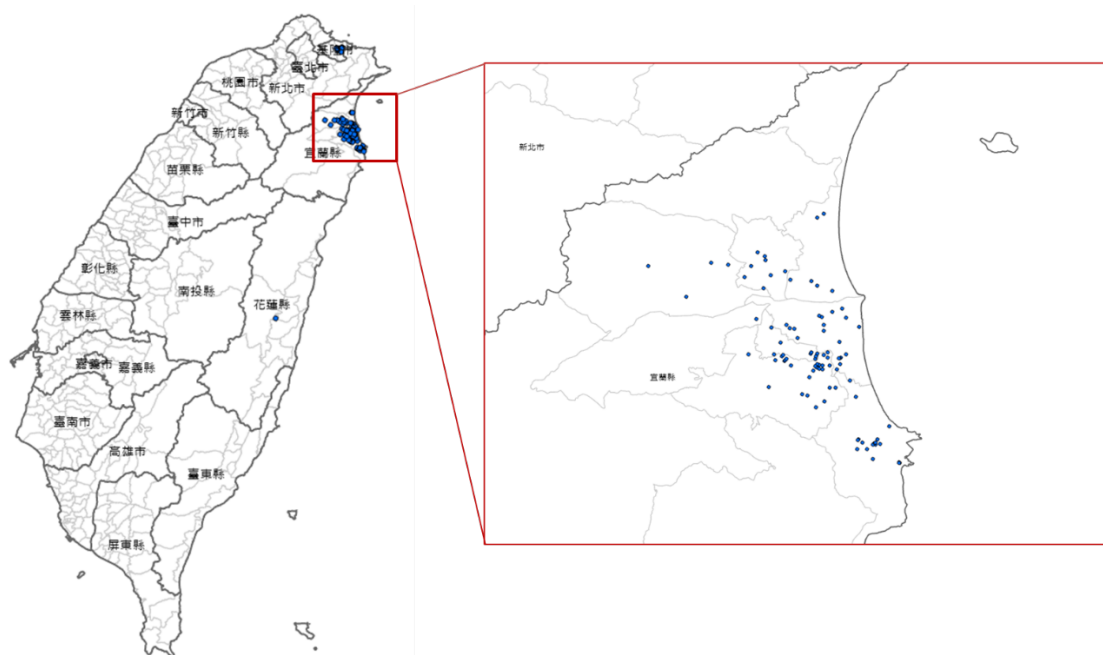 基隆市
臺北市
桃園市
新北市
新竹市
新竹縣
宜蘭縣
苗栗縣
臺中市
彰化縣
南投縣
花蓮縣
雲林縣
嘉義市
嘉義縣
臺南市
高雄市
臺東縣
屏東縣
新北市
宜蘭縣